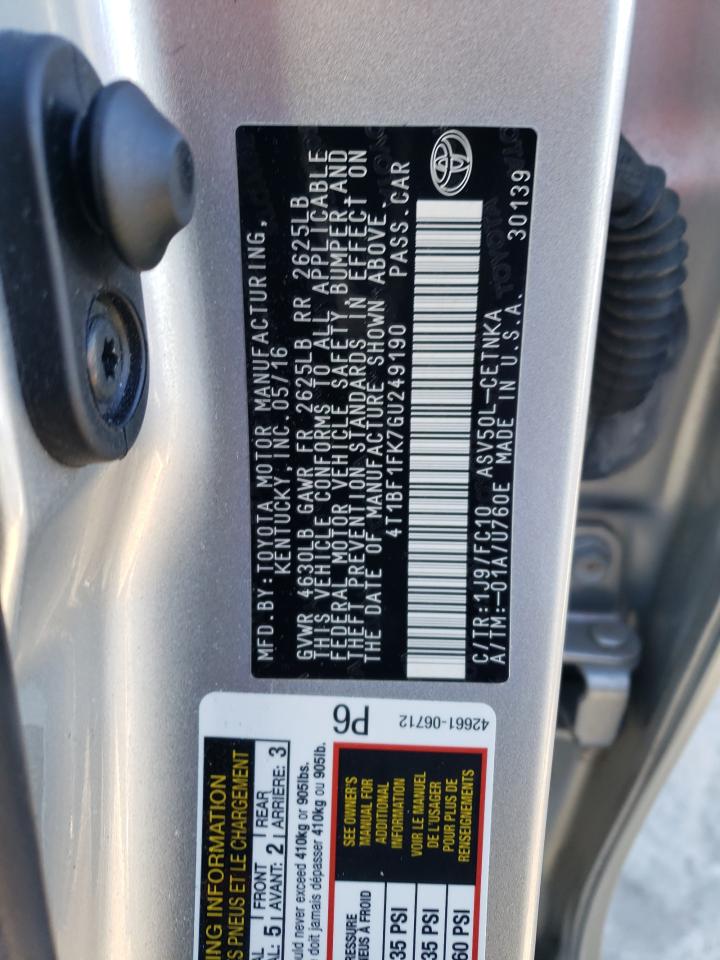 MFD.BY:TOYOTA MOTOR MANUFACTURING,
KENTUCKY, INC. 05/16
GVWR 4630LB GAWR FR 2625LB RR 2625LB
THIS VEHICLE CONFORMS TO ALL APPLICABLE
FEDERAL MOTOR VEHICLE SAFETY, BUMPER, AND
THEFT PREVENTION STANDARDS IN EFFECT ON
THE DATE OF MANUFACTURE SHOWN ABOVE.
4T1BF1FK7GU249190 PASS.CAR
C/TR:1J9/FC10 ASV50L-CETNKA
A/TM:-01A/U760E MADE IN U.S.A. 30139
P6
42661-06712
ING INFORMATION
PNEUS ET LE CHARGEMENT
FRONT REAR
5 AVANT: 2 ARRIÈRE: 3
never exceed 410kg or 905lbs.
doit jamais dépasser 410kg ou 905lb.
SEE OWNER'S
MANUAL FOR
ADDITIONAL
INFORMATION
VOIR LE MANUEL
DE L'USAGER
POUR PLUS DE
RENSEIGNEMENTS
À FROID
35 PSI
35 PSI
60 PSI